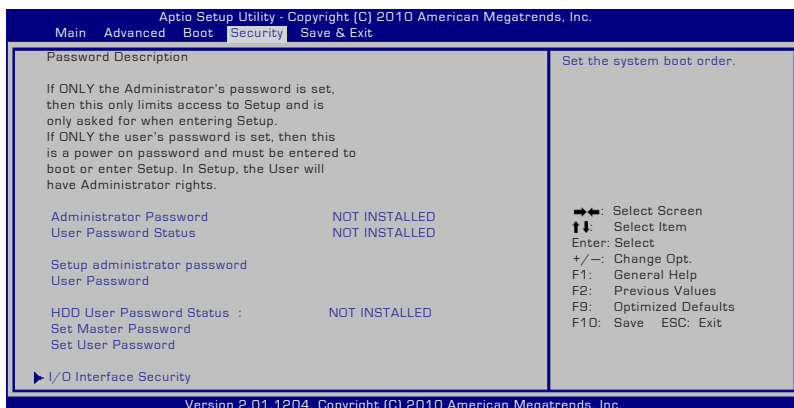 Aptio Setup Utility - Copyright (C) 2010 American Megatrends, Inc.
Main Advanced Boot Security Save & Exit
Password Description
If ONLY the Administrator's password is set,
then this only limits access to Setup and is
only asked for when entering Setup.
If ONLY the user's password is set, then this
is a power on password and must be entered to
boot or enter Setup. In Setup, the User will
have Administrator rights.
Administrator Password NOT INSTALLED
User Password Status NOT INSTALLED
Setup administrator password
User Password
HDD User Password Status : NOT INSTALLED
Set Master Password
Set User Password
I/O Interface Security
Set the system boot order.
→←: Select Screen
↑↓: Select Item
Enter: Select
+/—: Change Opt.
F1: General Help
F2: Previous Values
F9: Optimized Defaults
F10: Save ESC: Exit
Version 2.01.1204. Copyright (C) 2010 American Megatrends, Inc.